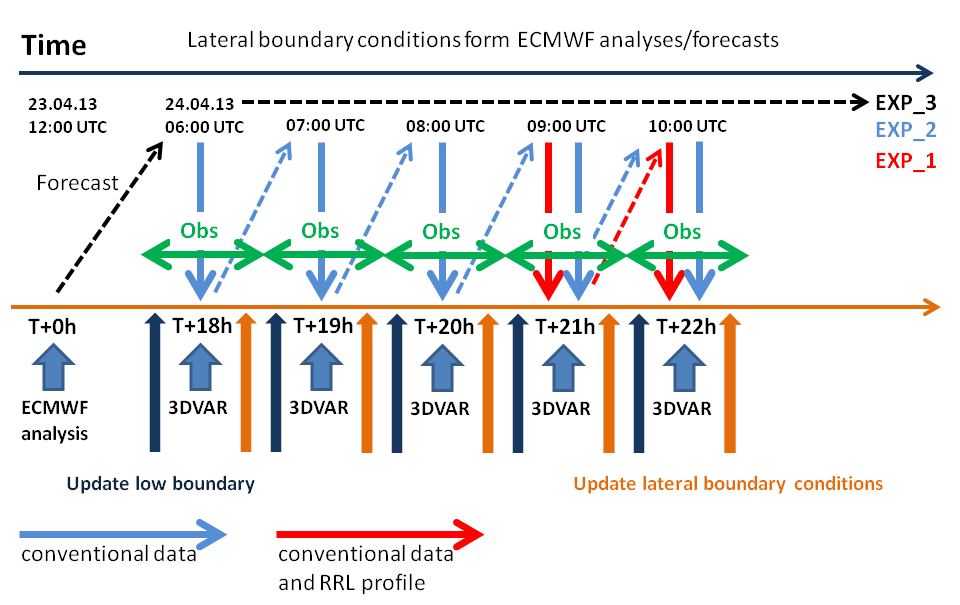 Time
Lateral boundary conditions form ECMWF analyses/forecasts
23.04.13
12:00 UTC
24.04.13
06:00 UTC
07:00 UTC
08:00 UTC
09:00 UTC
10:00 UTC
EXP_3
EXP_2
EXP_1
Forecast
Obs
Obs
Obs
Obs
Obs
T+0h
T+18h
T+19h
T+20h
T+21h
T+22h
ECMWF
analysis
3DVAR
3DVAR
3DVAR
3DVAR
3DVAR
Update low boundary
Update lateral boundary conditions
conventional data
conventional data
and RRL profile